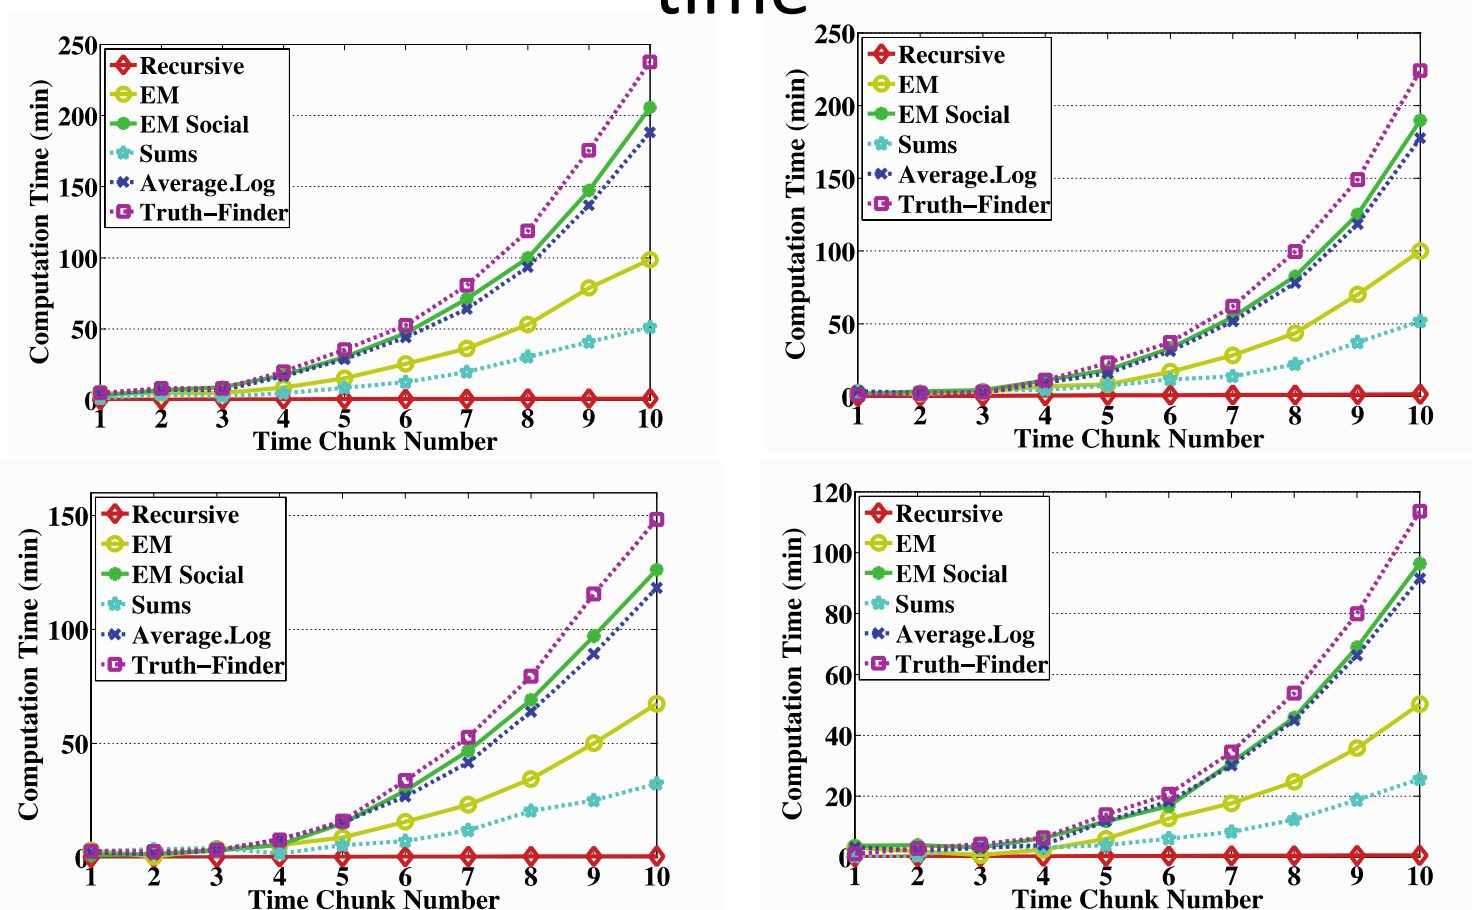 time
250
200
150
100
50
0
Recursive
EM
EM Social
Sums
Average.Log
Truth−Finder
Computation Time (min)
1 2 3 4 5 6 7 8 9 10
Time Chunk Number
250
200
150
100
50
0
Recursive
EM
EM Social
Sums
Average.Log
Truth−Finder
Computation Time (min)
1 2 3 4 5 6 7 8 9 10
Time Chunk Number
150
100
50
0
Recursive
EM
EM Social
Sums
Average.Log
Truth−Finder
Computation Time (min)
1 2 3 4 5 6 7 8 9 10
Time Chunk Number
120
100
80
60
40
20
0
Recursive
EM
EM Social
Sums
Average.Log
Truth−Finder
Computation Time (min)
1 2 3 4 5 6 7 8 9 10
Time Chunk Number